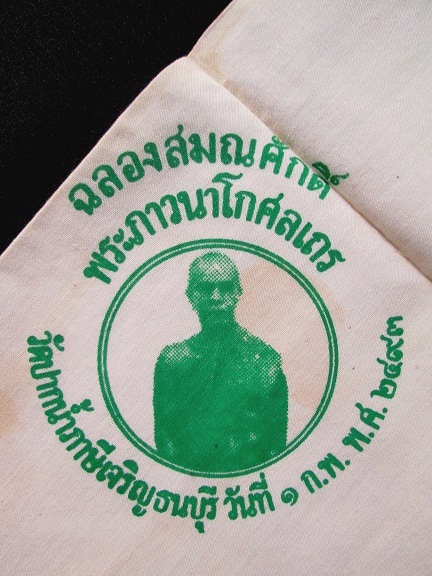 ฉลองสมณศักดิ์
พระภาวนาโกศลเถร
วัดปากน้ำภาษีเจริญธนบุรี วันที่ ๑ ก.พ. พ.ศ. ๒๔๙๓